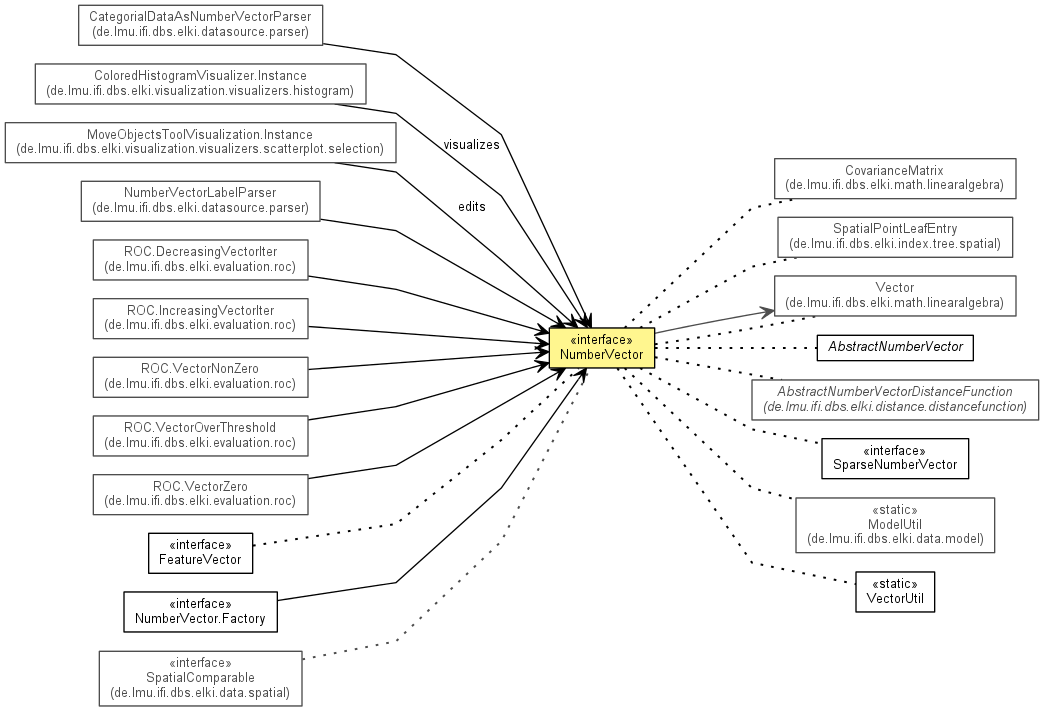 CategorialDataAsNumberVectorParser
(de.lmu.ifi.dbs.elki.datasource.parser)
ColoredHistogramVisualizer.Instance
(de.lmu.ifi.dbs.elki.visualization.visualizers.histogram)
MoveObjectsToolVisualization.Instance
(de.lmu.ifi.dbs.elki.visualization.visualizers.scatterplot.selection)
NumberVectorLabelParser
(de.lmu.ifi.dbs.elki.datasource.parser)
ROC.DecreasingVectorIter
(de.lmu.ifi.dbs.elki.evaluation.roc)
ROC.IncreasingVectorIter
(de.lmu.ifi.dbs.elki.evaluation.roc)
ROC.VectorNonZero
(de.lmu.ifi.dbs.elki.evaluation.roc)
ROC.VectorOverThreshold
(de.lmu.ifi.dbs.elki.evaluation.roc)
ROC.VectorZero
(de.lmu.ifi.dbs.elki.evaluation.roc)
«interface»
FeatureVector
«interface»
NumberVector.Factory
«interface»
SpatialComparable
(de.lmu.ifi.dbs.elki.data.spatial)
visualizes
edits
«interface»
NumberVector
CovarianceMatrix
(de.lmu.ifi.dbs.elki.math.linearalgebra)
SpatialPointLeafEntry
(de.lmu.ifi.dbs.elki.index.tree.spatial)
Vector
(de.lmu.ifi.dbs.elki.math.linearalgebra)
AbstractNumberVector
AbstractNumberVectorDistanceFunction
(de.lmu.ifi.dbs.elki.distance.distancefunction)
«interface»
SparseNumberVector
«static»
ModelUtil
(de.lmu.ifi.dbs.elki.data.model)
«static»
VectorUtil